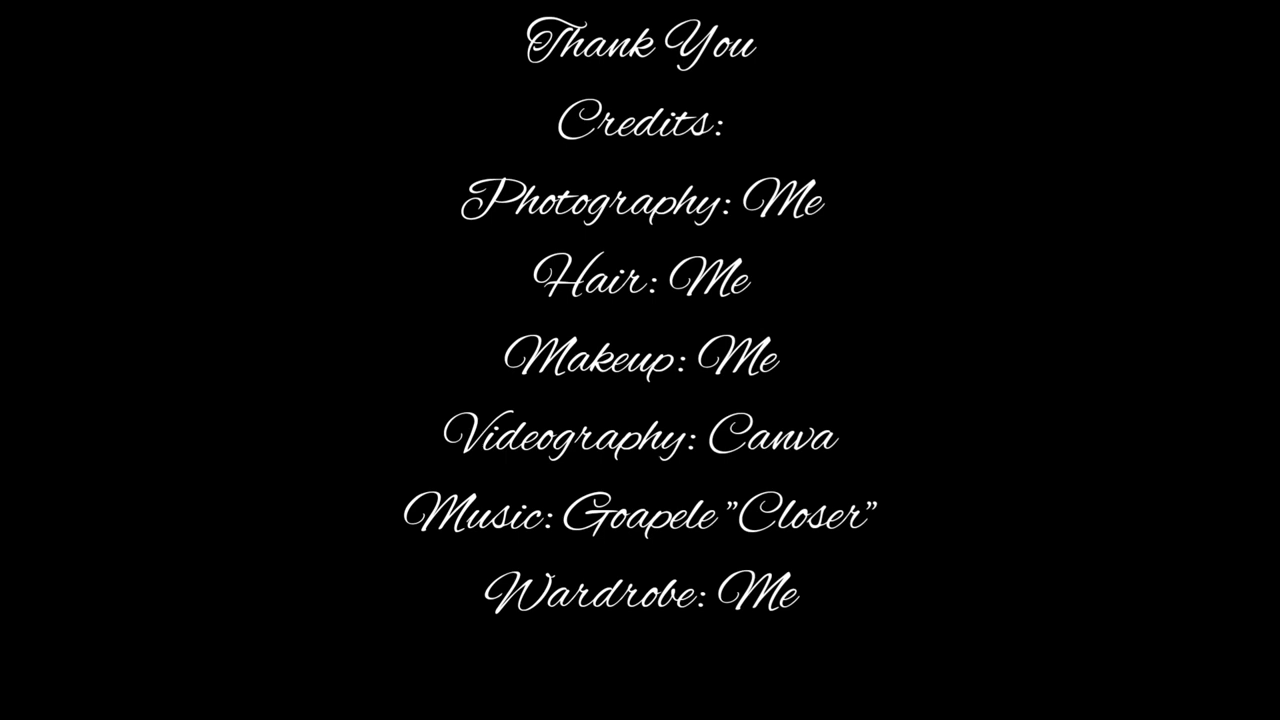 Thank You
Credits:
Photography: Me
Hair: Me
Makeup: Me
Videography: Canva
Music: Goapele ”Closer”
Wardrobe: Me